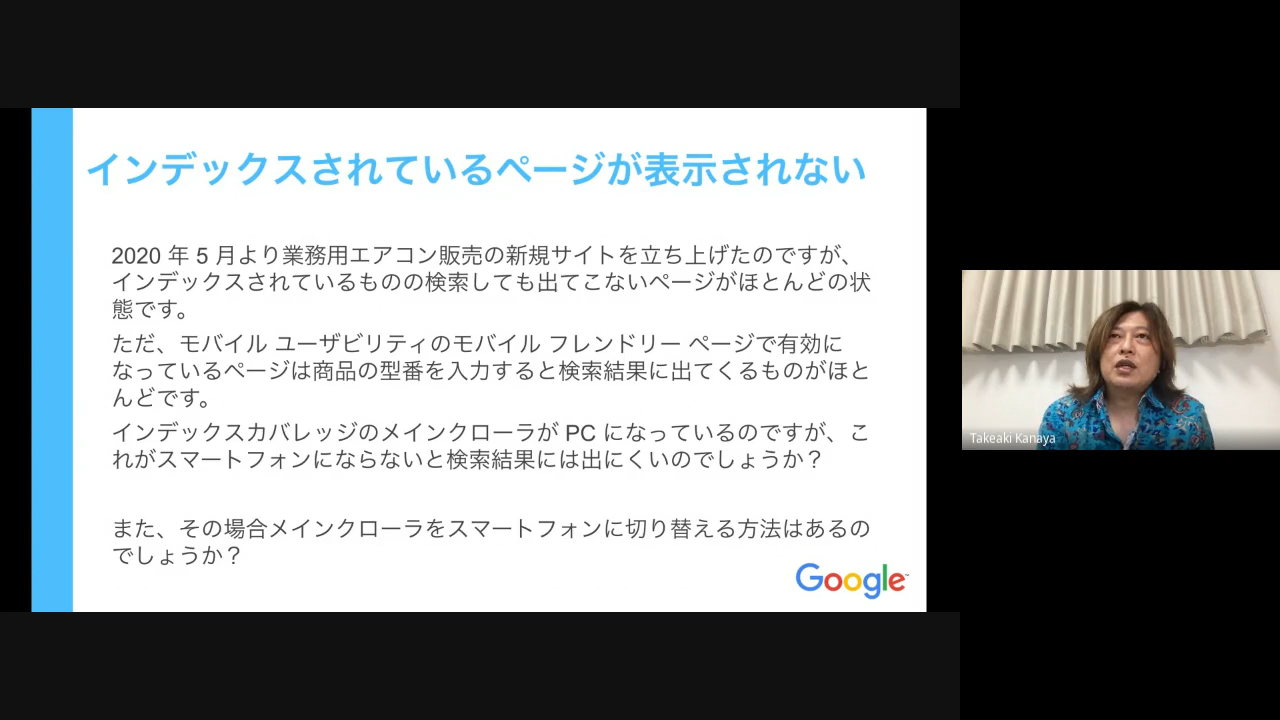 インデックスされているページが表示されない
2020 年 5 月より業務用エアコン販売の新規サイトを立ち上げたのですが、
インデックスされているものの検索しても出てこないページがほとんどの状
態です。
ただ、モバイル ユーザビリティのモバイル フレンドリー ページで有効に
なっているページは商品の型番を入力すると検索結果に出てくるものがほと
んどです。
インデックスカバレッジのメインクローラが PC になっているのですが、こ
れがスマートフォンにならないと検索結果には出にくいのでしょうか？
また、その場合メインクローラをスマートフォンに切り替える方法はあるの
でしょうか？
Google
Takeaki Kanaya